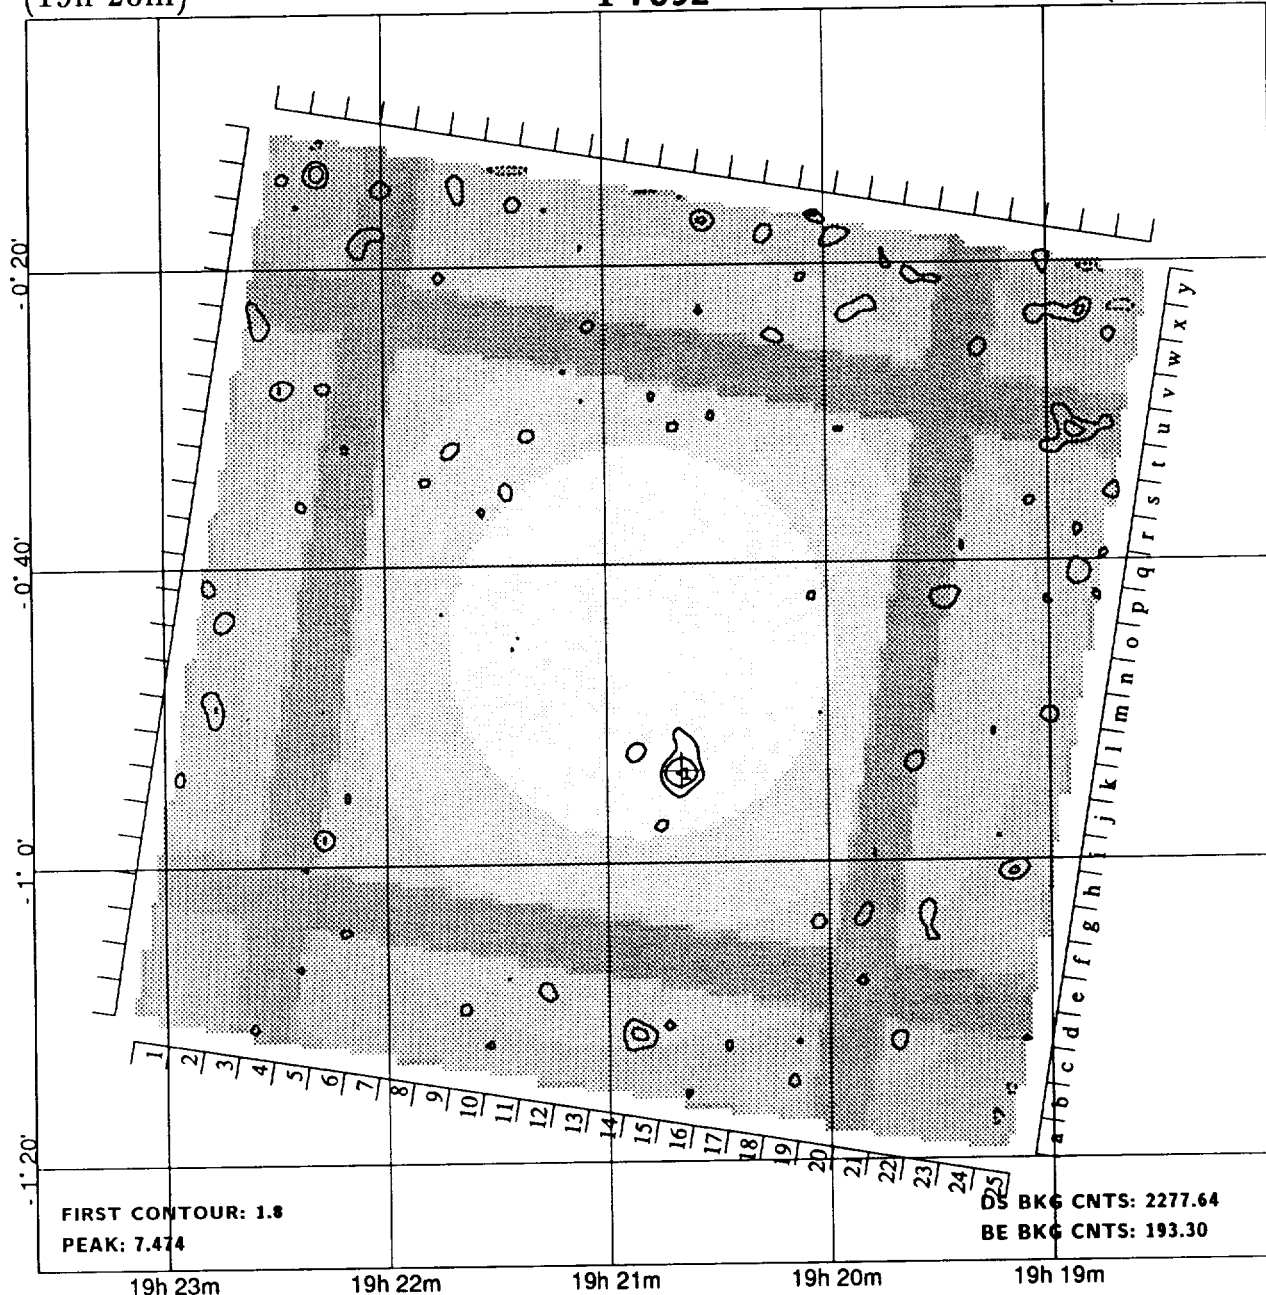 (19h 20m)
- 0° 20'
- 0° 40'
- 1° 0'
- 1° 20'
y
x
w
v
u
t
s
r
q
p
o
n
m
l
k
j
i
h
g
f
e
d
c
b
a
1 2 3 4 5 6 7 8 9 10 11 12 13 14 15 16 17 18 19 20 21 22 23 24 25
1
FIRST CONTOUR: 1.8
PEAK: 7.474
DS BKG CNTS: 2277.64
BE BKG CNTS: 193.30
19h 23m 19h 22m 19h 21m 19h 20m 19h 19m